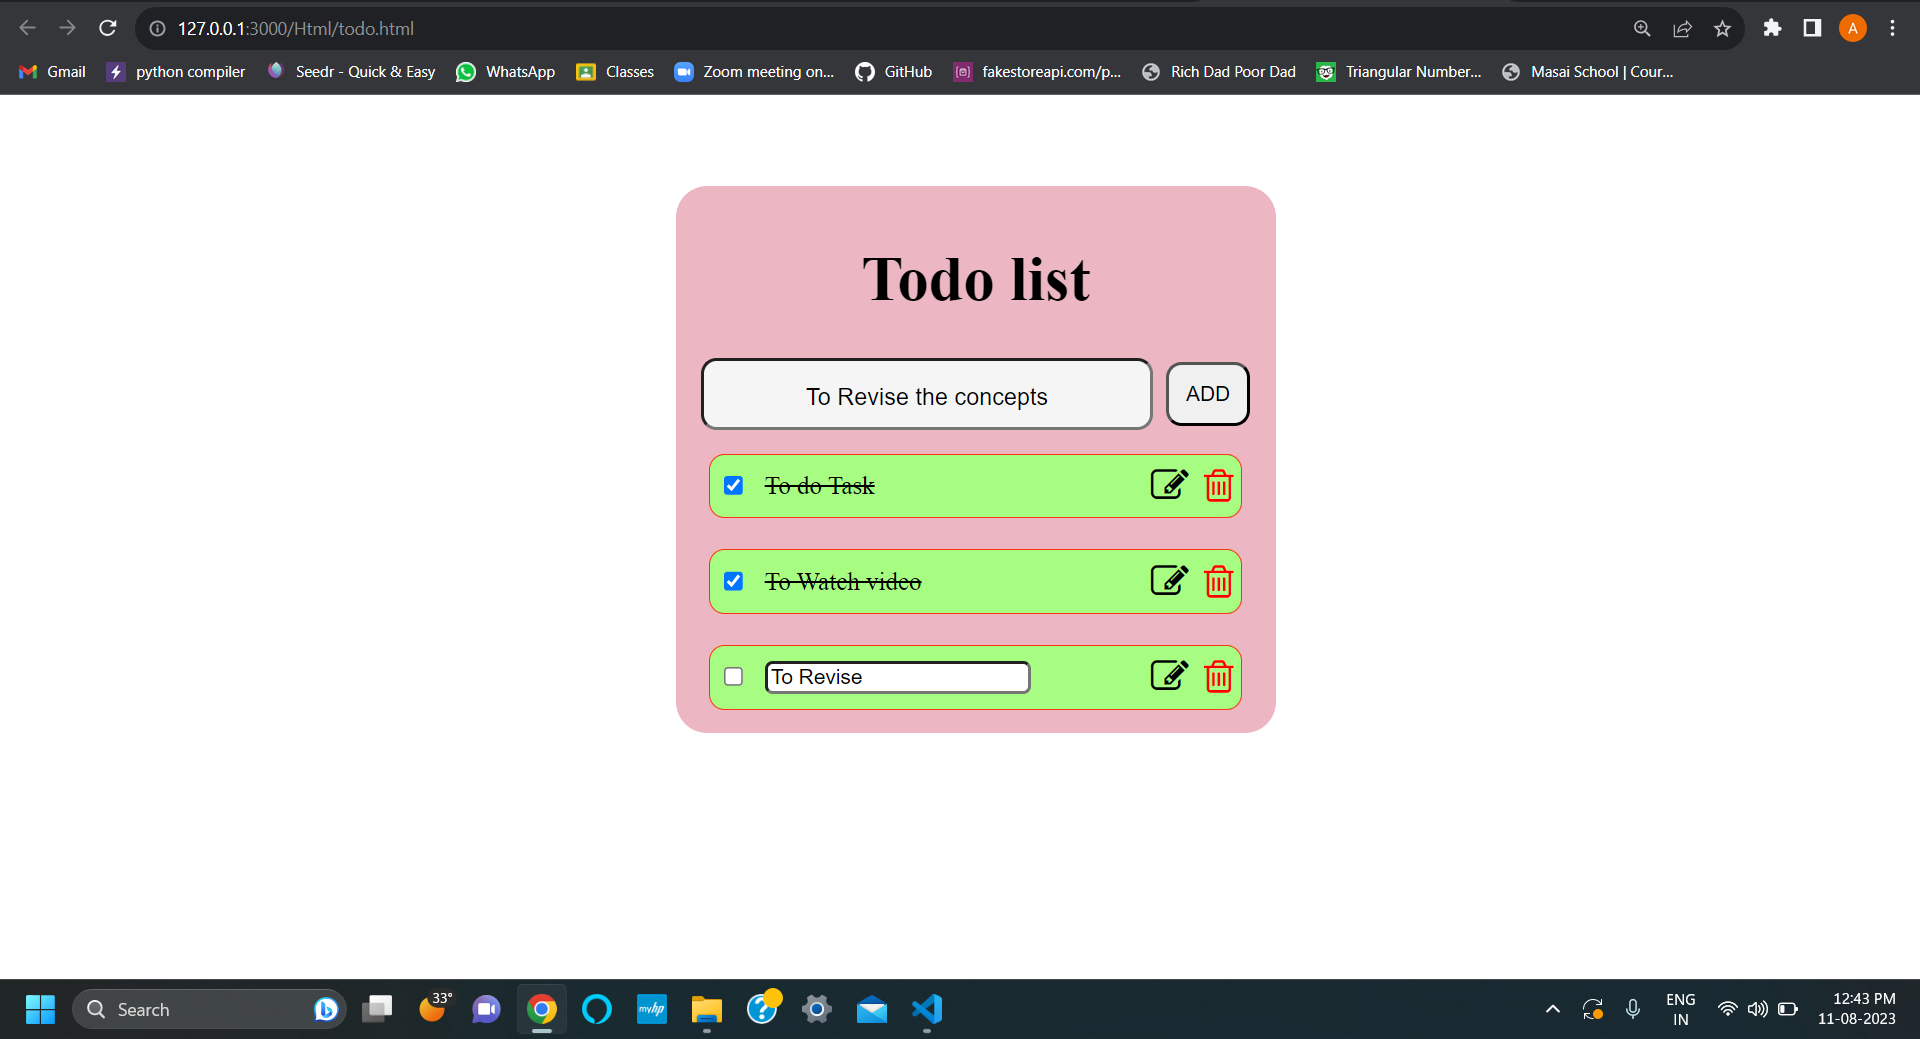 127.0.0.1:3000/Html/todo.html
A
Gmail
python compiler
Seedr - Quick & Easy
WhatsApp
Classes
Zoom meeting on...
GitHub
fakestoreapi.com/p...
Rich Dad Poor Dad
Triangular Number...
Masai School | Cour...
Todo list
To Revise the concepts
ADD
To do Task
To Watch video
To Revise
Search
33°
myhp
ENG
IN
12:43 PM
11-08-2023